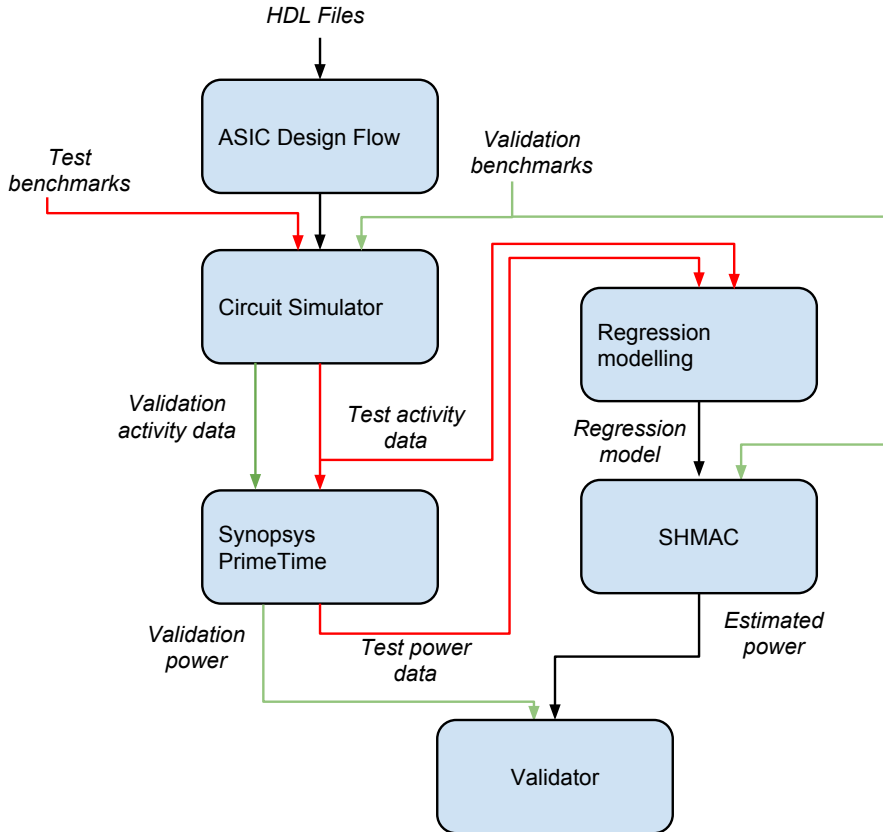 HDL Files
ASIC Design Flow
Test
benchmarks
Validation
benchmarks
Circuit Simulator
Regression
modelling
Validation
activity data
Test activity
data
Regression
model
Synopsys
PrimeTime
SHMAC
Validation
power
Test power
data
Estimated
power
Validator